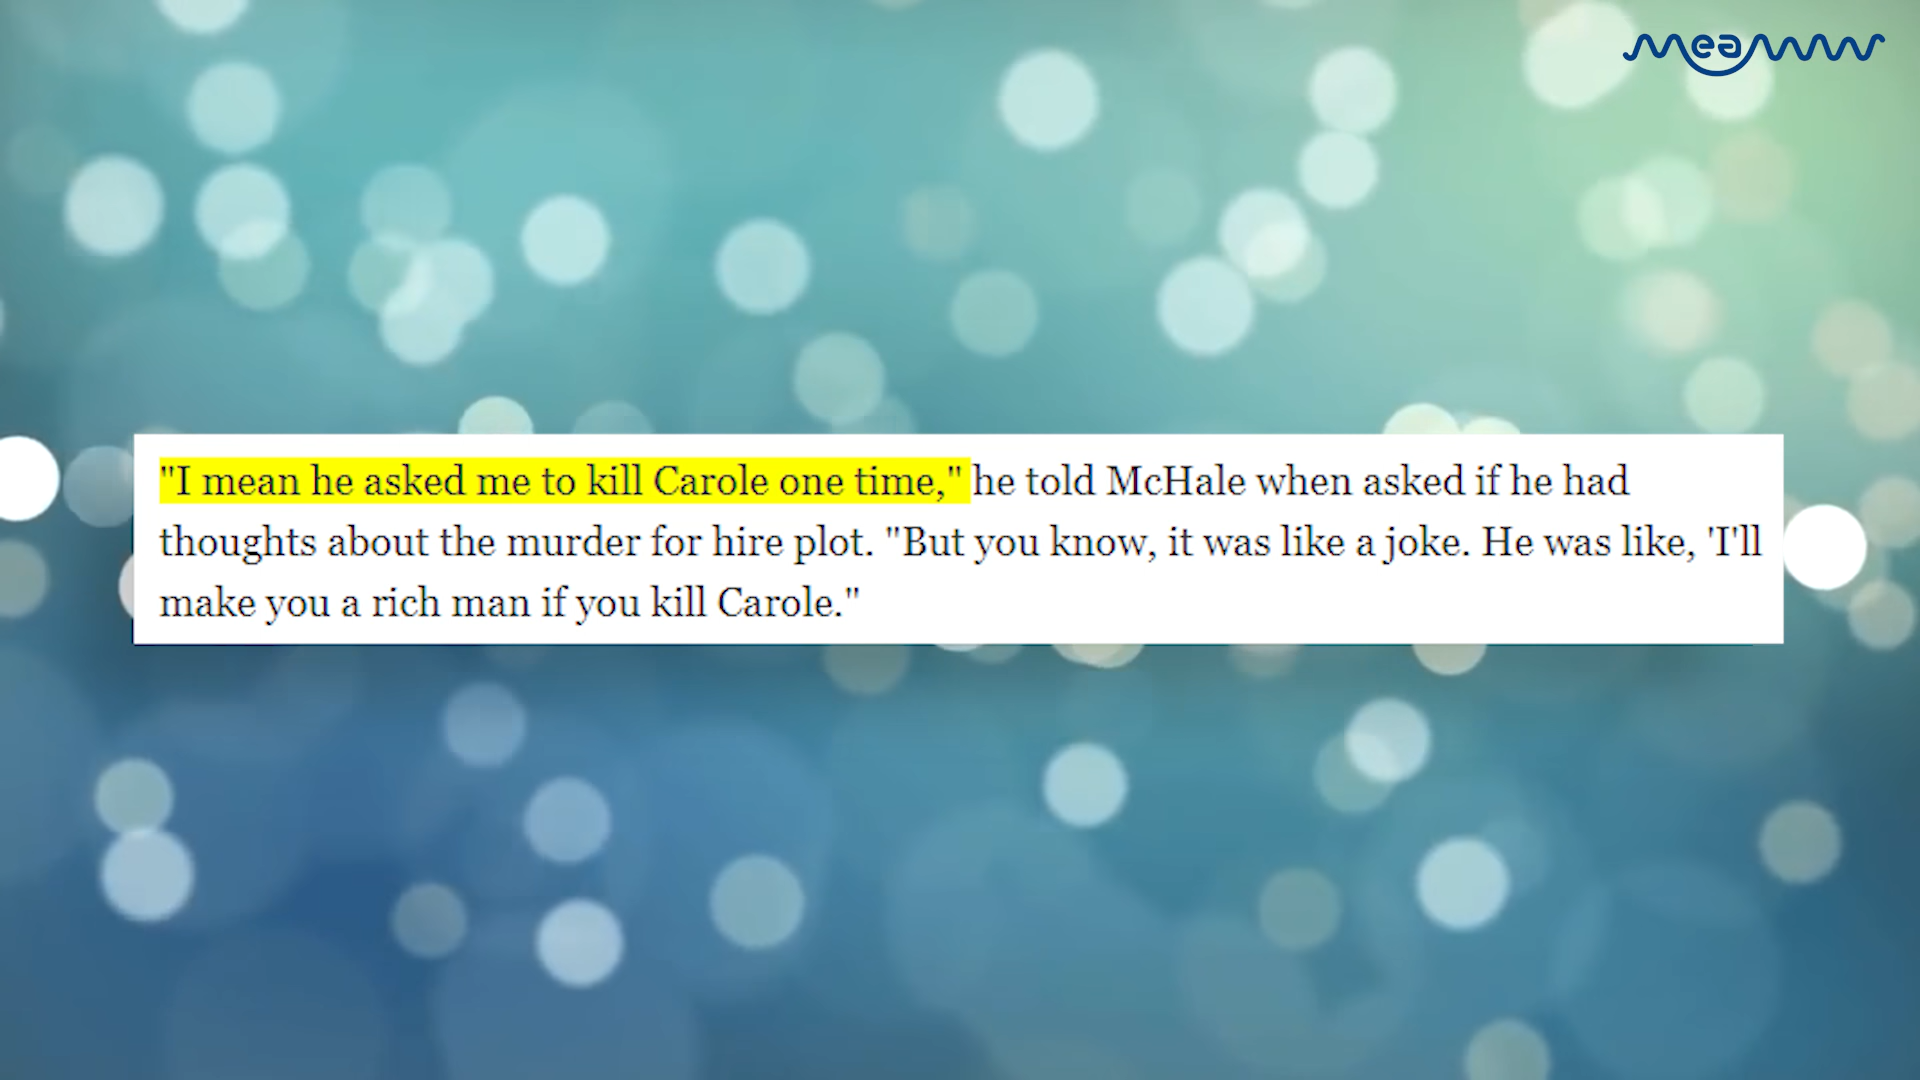 meaww
"I mean he asked me to kill Carole one time," he told McHale when asked if he had
thoughts about the murder for hire plot. "But you know, it was like a joke. He was like, 'I'll
make you a rich man if you kill Carole."